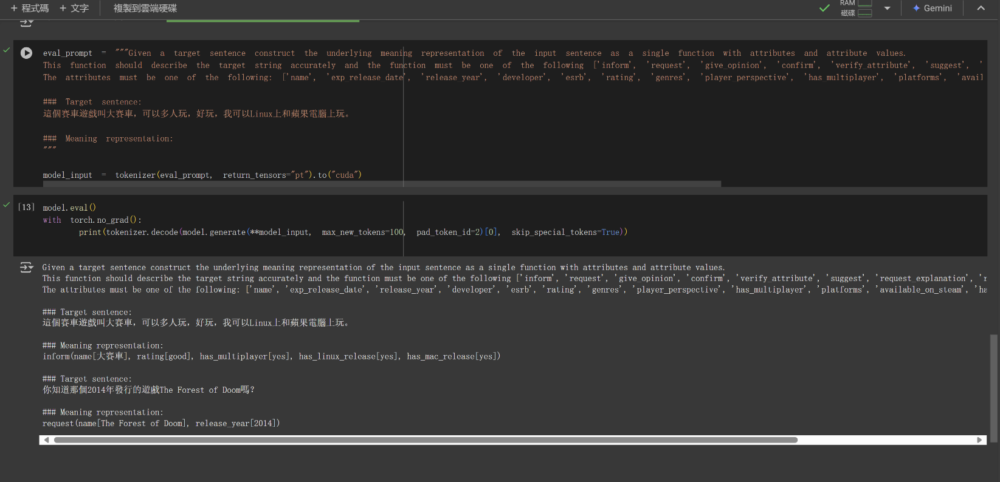 + 程式碼 + 文字 複製到雲端硬碟 RAM 磁碟 Gemini
eval_prompt = """Given a target sentence construct the underlying meaning representation of the input sentence as a single function with attributes and attribute values.
This function should describe the target string accurately and the function must be one of the following ['inform', 'request', 'give_opinion', 'confirm', 'verify_attribute', 'suggest', '
The attributes must be one of the following: ['name', 'exp_release_date', 'release_year', 'developer', 'esrb', 'rating', 'genres', 'player_perspective', 'has_multiplayer', 'platforms', 'avail
### Target sentence:
這個賽車遊戲叫大賽車，可以多人玩，好玩，我可以Linux上和蘋果電腦上玩。
### Meaning representation:
"""
model_input = tokenizer(eval_prompt, return_tensors="pt").to("cuda")
[13] model.eval()
with torch.no_grad():
print(tokenizer.decode(model.generate(**model_input, max_new_tokens=100, pad_token_id=2)[0], skip_special_tokens=True))
Given a target sentence construct the underlying meaning representation of the input sentence as a single function with attributes and attribute values.
This function should describe the target string accurately and the function must be one of the following ['inform', 'request', 'give_opinion', 'confirm', 'verify_attribute', 'suggest', 'request_explanation', 'r
The attributes must be one of the following: ['name', 'exp_release_date', 'release_year', 'developer', 'esrb', 'rating', 'genres', 'player_perspective', 'has_multiplayer', 'platforms', 'available_on_steam', 'ha
### Target sentence:
這個賽車遊戲叫大賽車，可以多人玩，好玩，我可以Linux上和蘋果電腦上玩。
### Meaning representation:
inform(name[大賽車], rating[good], has_multiplayer[yes], has_linux_release[yes], has_mac_release[yes])
### Target sentence:
你知道那個2014年發行的遊戲The Forest of Doom嗎？
### Meaning representation:
request(name[The Forest of Doom], release_year[2014])